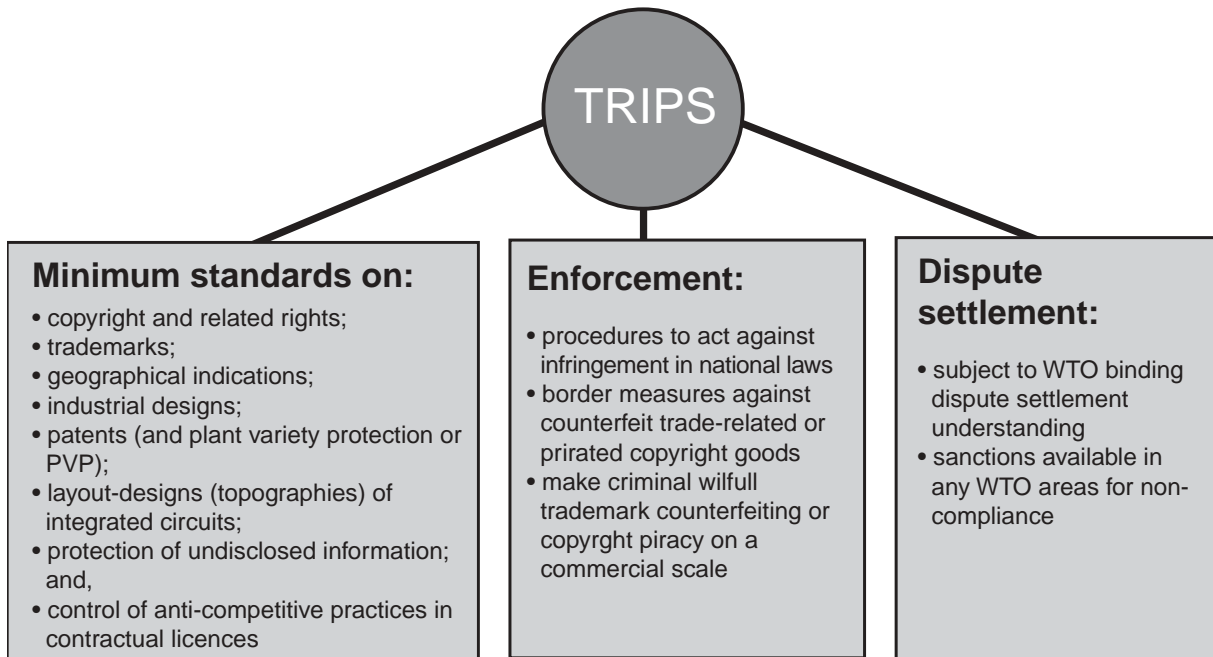 TRIPS
Minimum standards on:
• copyright and related rights;
• trademarks;
• geographical indications;
• industrial designs;
• patents (and plant variety protection or
PVP);
• layout-designs (topographies) of
integrated circuits;
• protection of undisclosed information;
and,
• control of anti-competitive practices in
contractual licences
Enforcement:
• procedures to act against
infringement in national laws
• border measures against
counterfeit trade-related or
prirated copyright goods
• make criminal wilfull
trademark counterfeiting or
copyrght piracy on a
commercial scale
Dispute
settlement:
• subject to WTO binding
dispute settlement
understanding
• sanctions available in
any WTO areas for non-
compliance